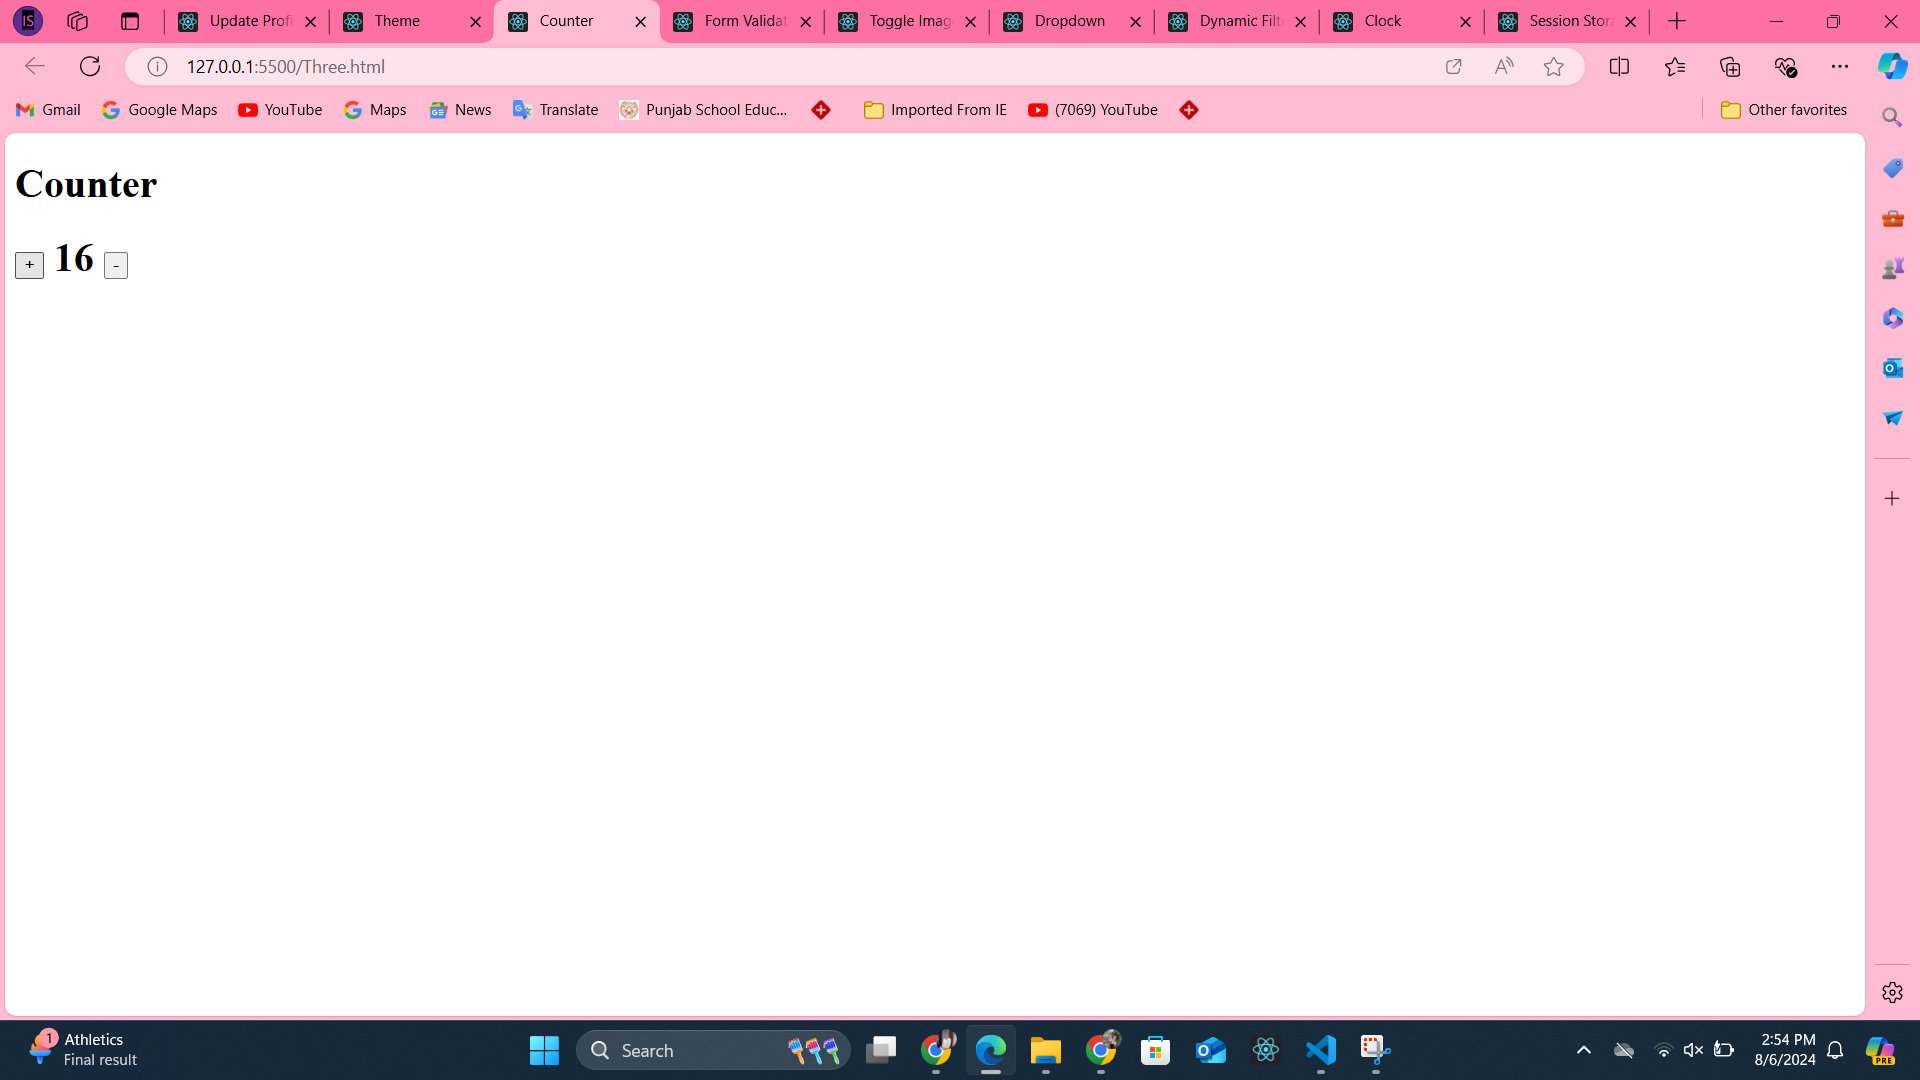 Update Profi
Theme
Counter
Form Validat
Toggle Imag
Dropdown
Dynamic Filt
Clock
Session Stor
127.0.0.1:5500/Three.html
Gmail
Google Maps
YouTube
Maps
News
Translate
Punjab School Educ...
Imported From IE
(7069) YouTube
Other favorites
Counter
+ 16 -
1
Athletics
Final result
Search
2:54 PM
8/6/2024
PRE